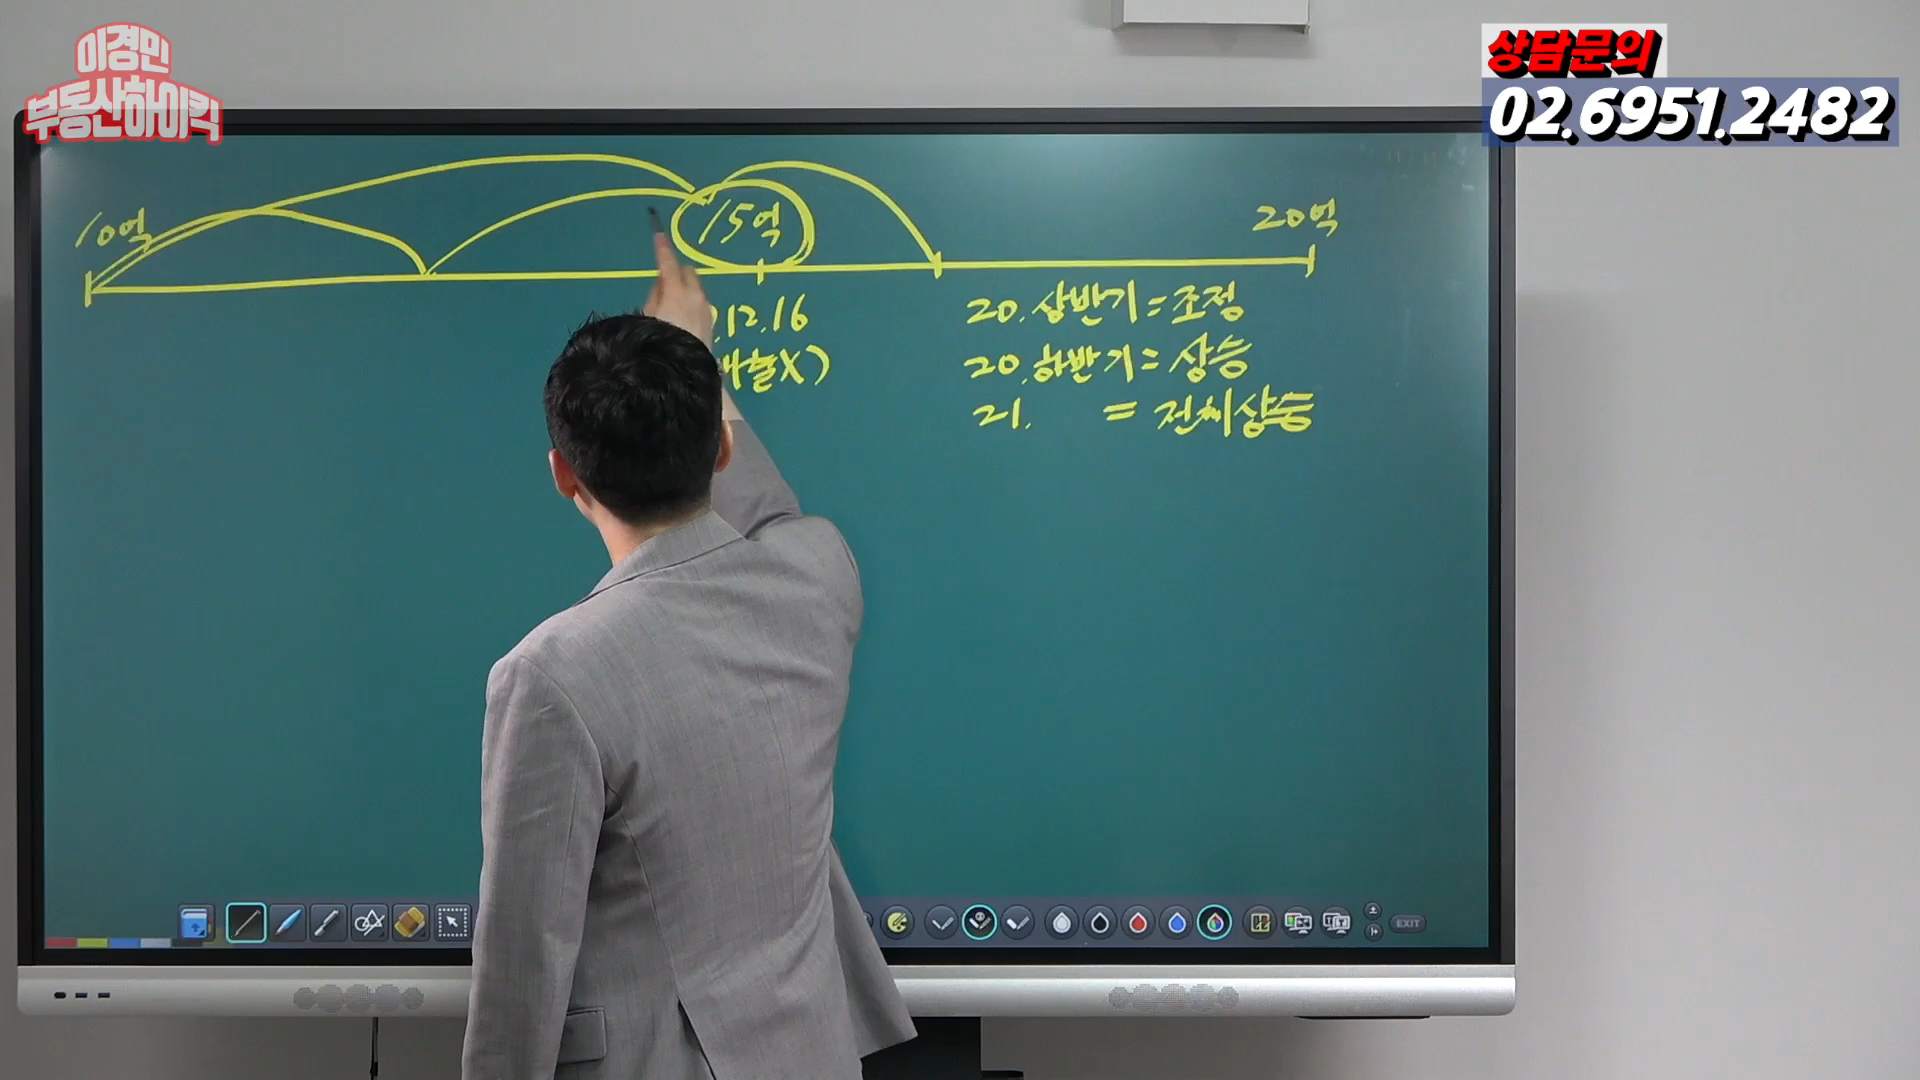 이경민
부동산하이킥
상담문의
02.6951.2482
10억
15억
20억
.12.16
출X)
20.상반기=조정
20.하반기=상승
21. = 전체상승
EXIT